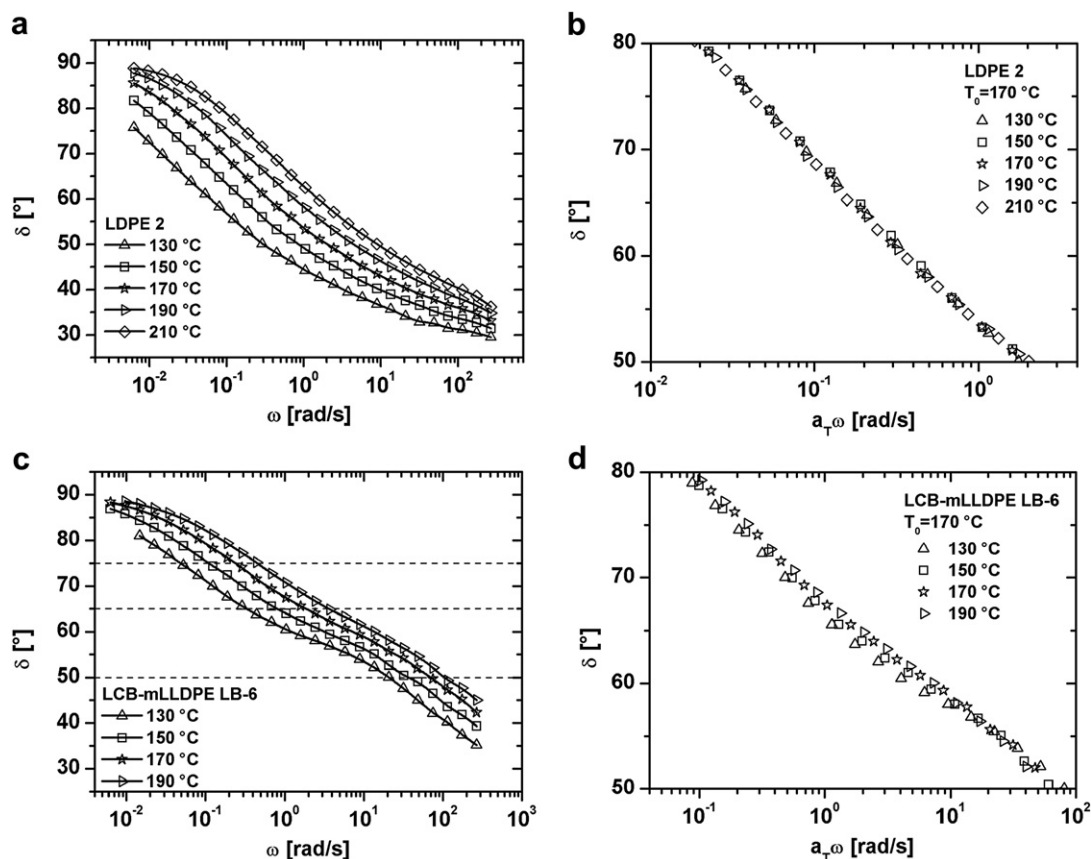 a
90
80
70
60
50
40
30
δ [°]
LDPE 2
130 °C
150 °C
170 °C
190 °C
210 °C
10⁻² 10⁻¹ 10⁰ 10¹ 10²
ω [rad/s]
b
80
70
60
50
δ [°]
LDPE 2
T₀=170 °C
130 °C
150 °C
170 °C
190 °C
210 °C
10⁻² 10⁻¹ 10⁰
a_Tω [rad/s]
c
90
80
70
60
50
40
30
δ [°]
LCB-mLLDPE LB-6
130 °C
150 °C
170 °C
190 °C
10⁻² 10⁻¹ 10⁰ 10¹ 10² 10³
ω [rad/s]
d
80
70
60
50
δ [°]
LCB-mLLDPE LB-6
T₀=170 °C
130 °C
150 °C
170 °C
190 °C
10⁻¹ 10⁰ 10¹ 10²
a_Tω [rad/s]